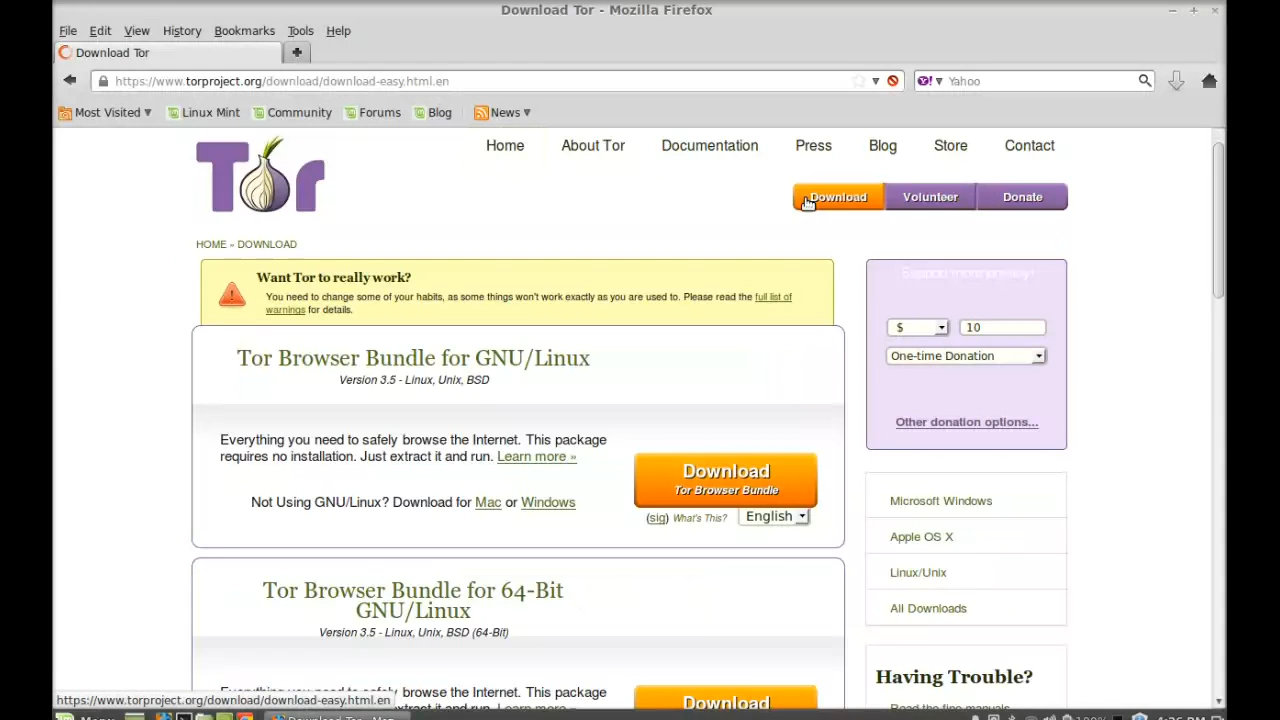 Download Tor - Mozilla Firefox
File Edit View History Bookmarks Tools Help
Download Tor
https://www.torproject.org/download/download-easy.html.en
Yahoo
Most Visited Linux Mint Community Forums Blog News
Tor
Home About Tor Documentation Press Blog Store Contact
Download Volunteer Donate
HOME » DOWNLOAD
Want Tor to really work?
You need to change some of your habits, as some things won't work exactly as you are used to. Please read the full list of
warnings for details.
$ 10
One-time Donation
Other donation options...
Tor Browser Bundle for GNU/Linux
Version 3.5 - Linux, Unix, BSD
Everything you need to safely browse the Internet. This package
requires no installation. Just extract it and run. Learn more »
Download
Tor Browser Bundle
Not Using GNU/Linux? Download for Mac or Windows
(sig) What's This? English
Microsoft Windows
Apple OS X
Linux/Unix
All Downloads
Tor Browser Bundle for 64-Bit
GNU/Linux
Version 3.5 - Linux, Unix, BSD (64-Bit)
Everything you need to safely browse the Internet. This package
Download
Having Trouble?
https://www.torproject.org/download/download-easy.html.en